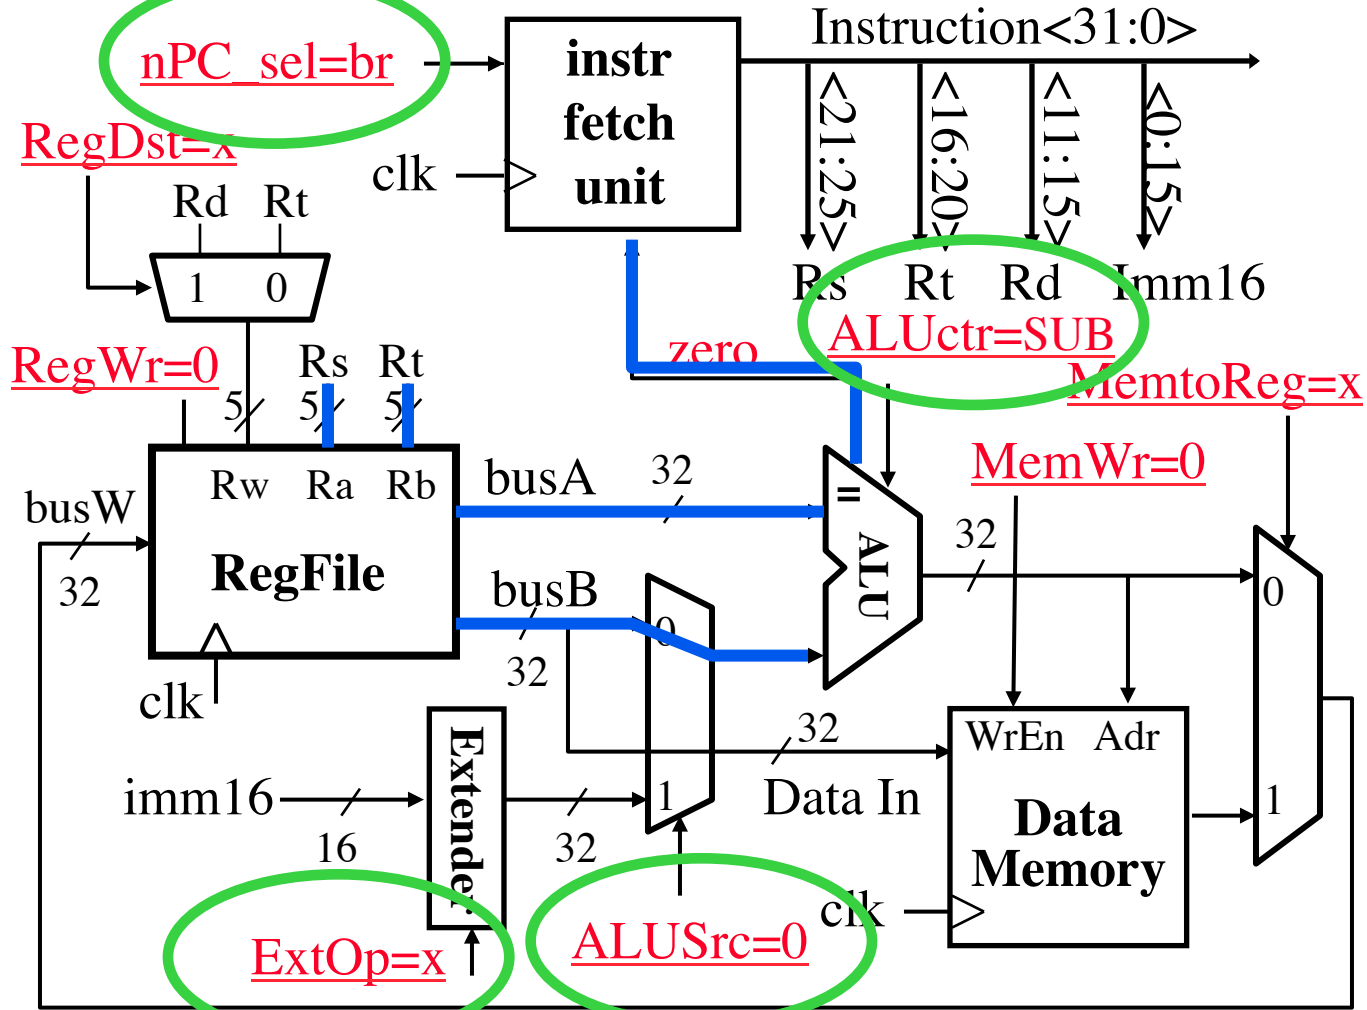 nPC_sel=br
instr
fetch
unit
clk
Instruction<31:0>
<21:25>
<16:20>
<11:15>
<0:15>
Rs
Rt
Rd
Imm16
RegDst=x
Rd
Rt
1
0
ALUctr=SUB
zero
MemtoReg=x
RegWr=0
Rs
Rt
5
5
5
MemWr=0
Rw
Ra
Rb
busA
32
=
ALU
busW
32
RegFile
busB
32
0
1
32
0
1
clk
Extender
imm16
16
32
32
Data In
WrEn
Adr
Data
Memory
clk
ExtOp=x
ALUSrc=0